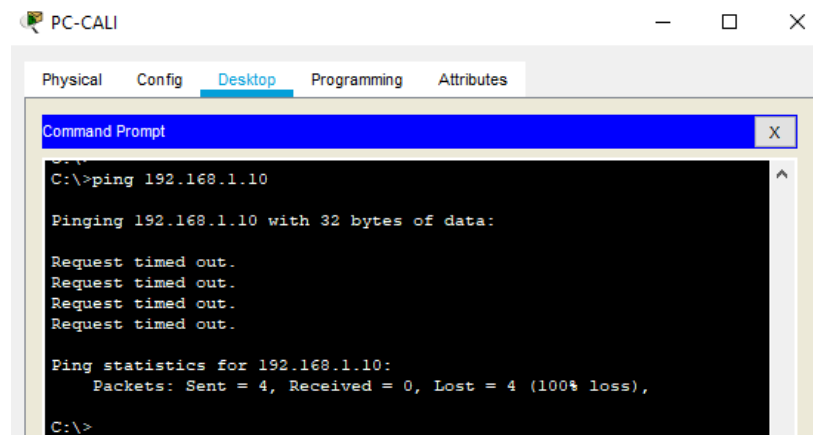 PC-CALI
Physical Config Desktop Programming Attributes
Command Prompt
X
C:\>ping 192.168.1.10
Pinging 192.168.1.10 with 32 bytes of data:
Request timed out.
Request timed out.
Request timed out.
Request timed out.
Ping statistics for 192.168.1.10:
Packets: Sent = 4, Received = 0, Lost = 4 (100% loss),
C:\>